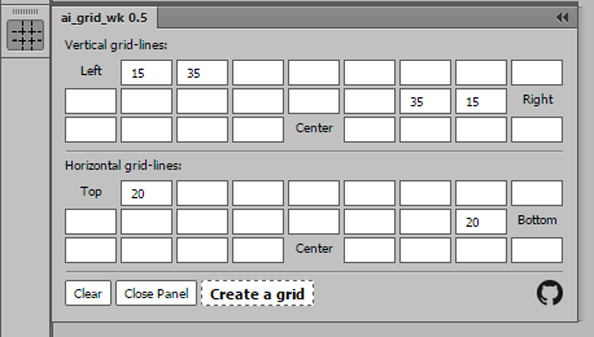 ai_grid_wk 0.5
Vertical grid-lines:
Left 15 35
35 15 Right
Center
Horizontal grid-lines:
Top 20
20 Bottom
Center
Clear Close Panel Create a grid